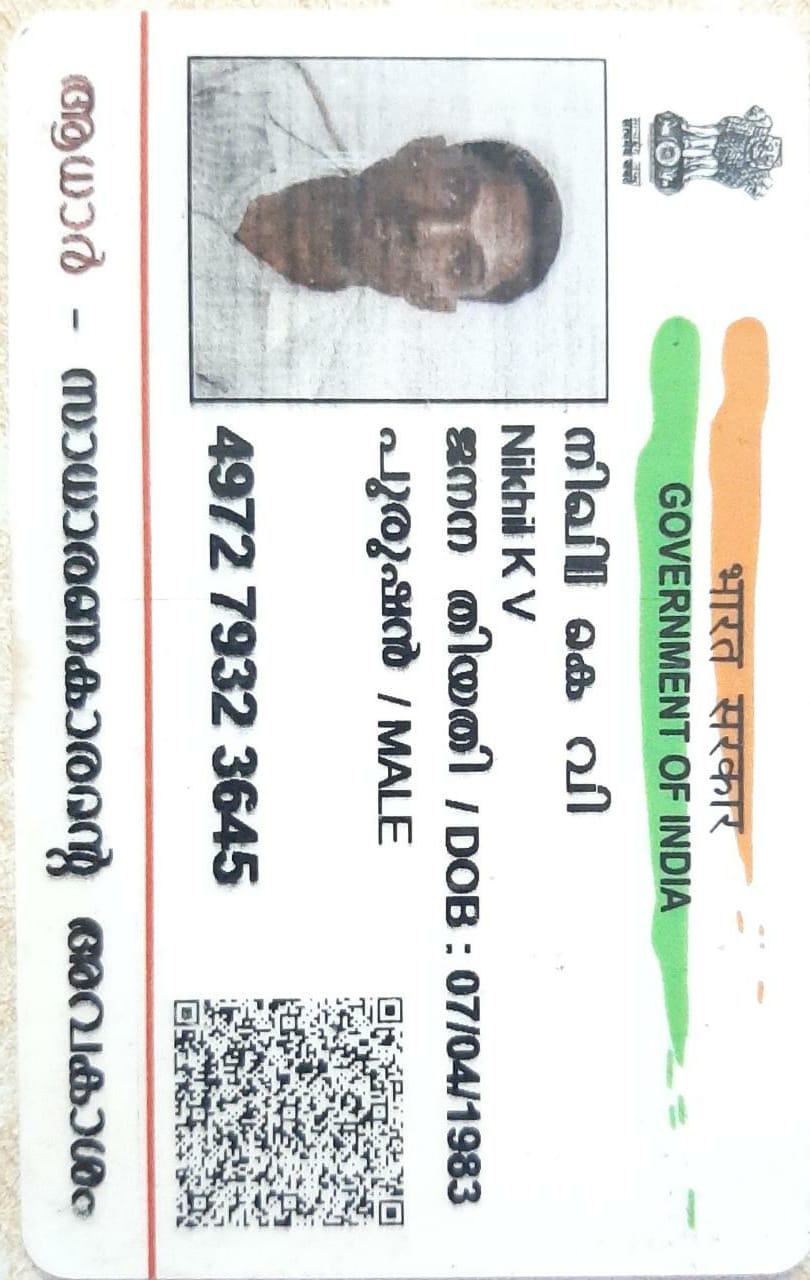 भारत सरकार
GOVERNMENT OF INDIA
നിഖിൽ കെ വി
Nikhil K V
ജനന തിയതി / DOB : 07/04/1983
പുരുഷൻ / MALE
4972 7932 3645
ആധാർ - സാധാരണകാരന്റെ അവകാശം